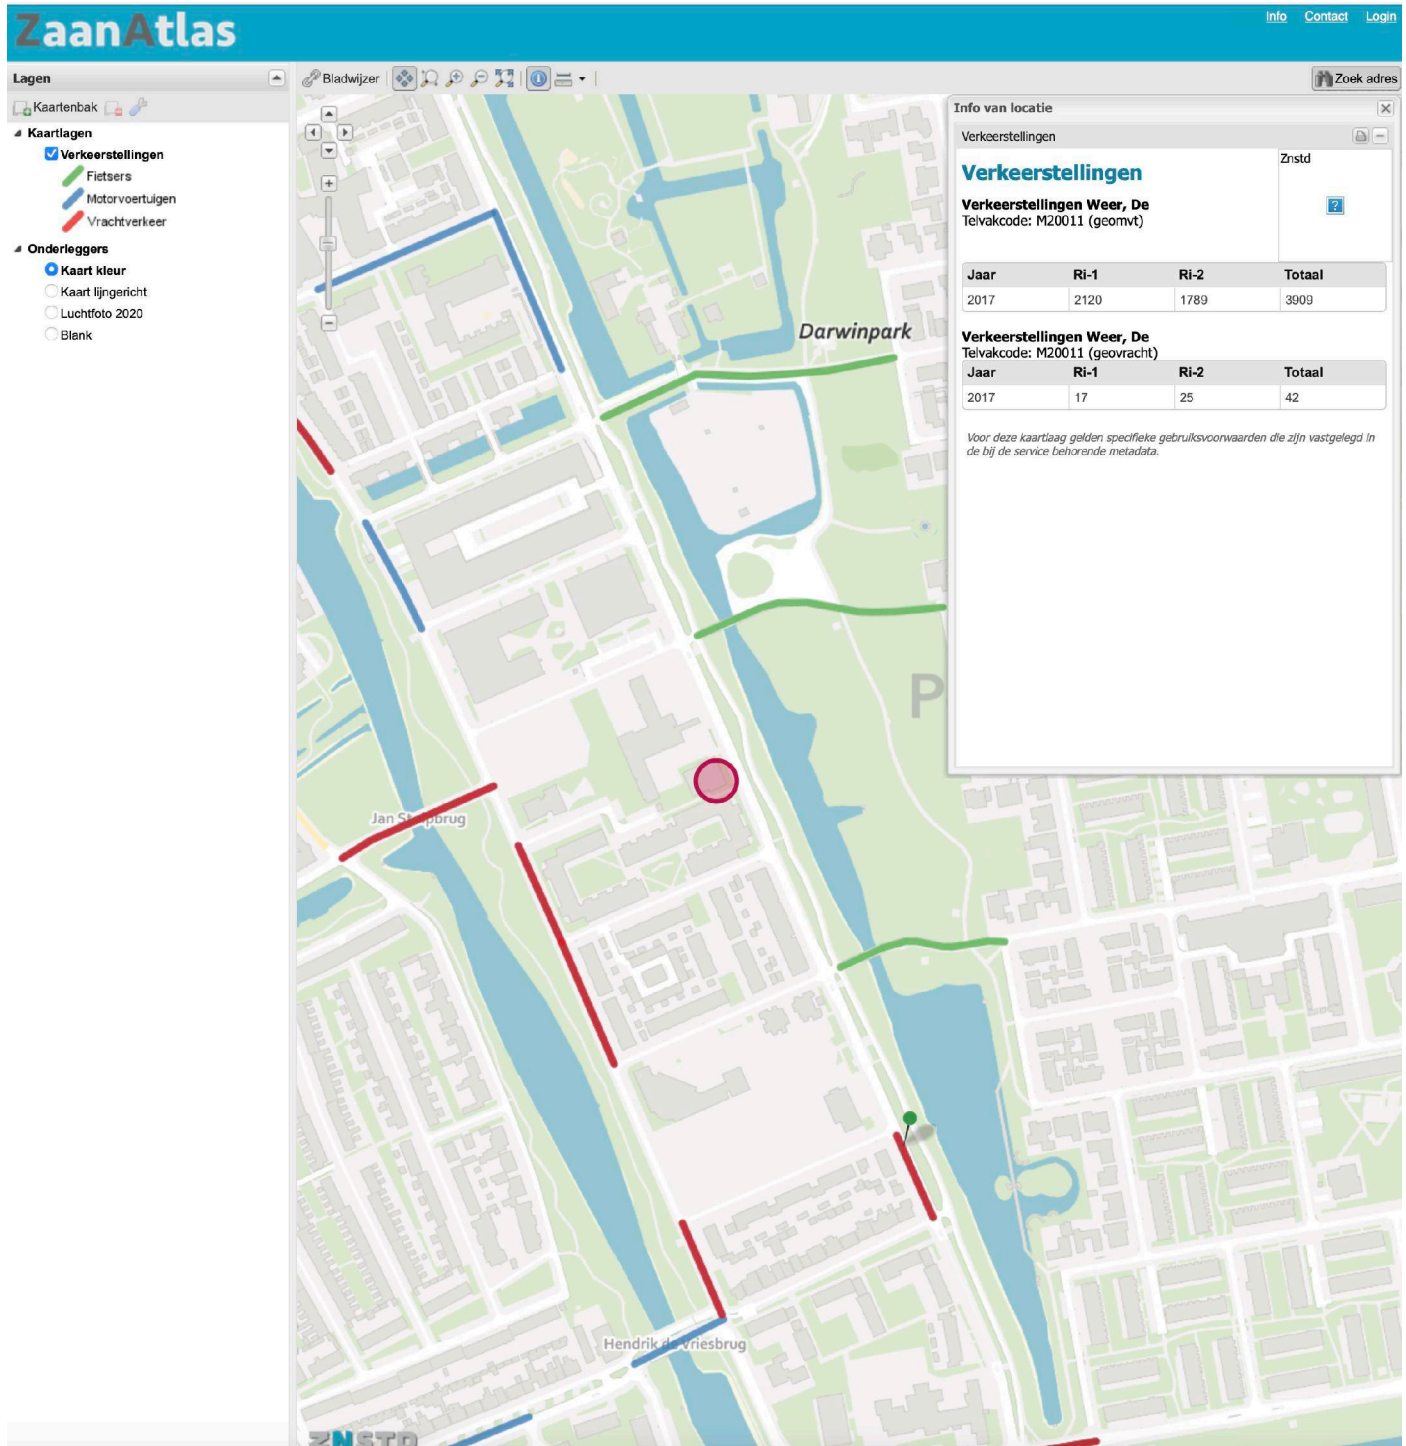 ZaanAtlas
Info Contact Login
Lagen
Bladwijzer
Zoek adres
Kaartenbak
Kaartlagen
Verkeerstellingen
Fietsers
Motorvoertuigen
Vrachtverkeer
Onderleggers
Kaart kleur
Kaart lijngericht
Luchtfoto 2020
Blank
Info van locatie
Verkeerstellingen
Verkeerstellingen
Znstd
Verkeerstellingen Weer, De
Telvakcode: M20011 (geomvt)
Jaar Ri-1 Ri-2 Totaal
2017 2120 1789 3909
Verkeerstellingen Weer, De
Telvakcode: M20011 (geovracht)
Jaar Ri-1 Ri-2 Totaal
2017 17 25 42
Voor deze kaartlaag gelden specifieke gebruiksvoorwaarden die zijn vastgelegd in
de bij de service behorende metadata.
Darwinpark
P
Jan Stapbrug
Hendrik de Vriesbrug
ZNSTD